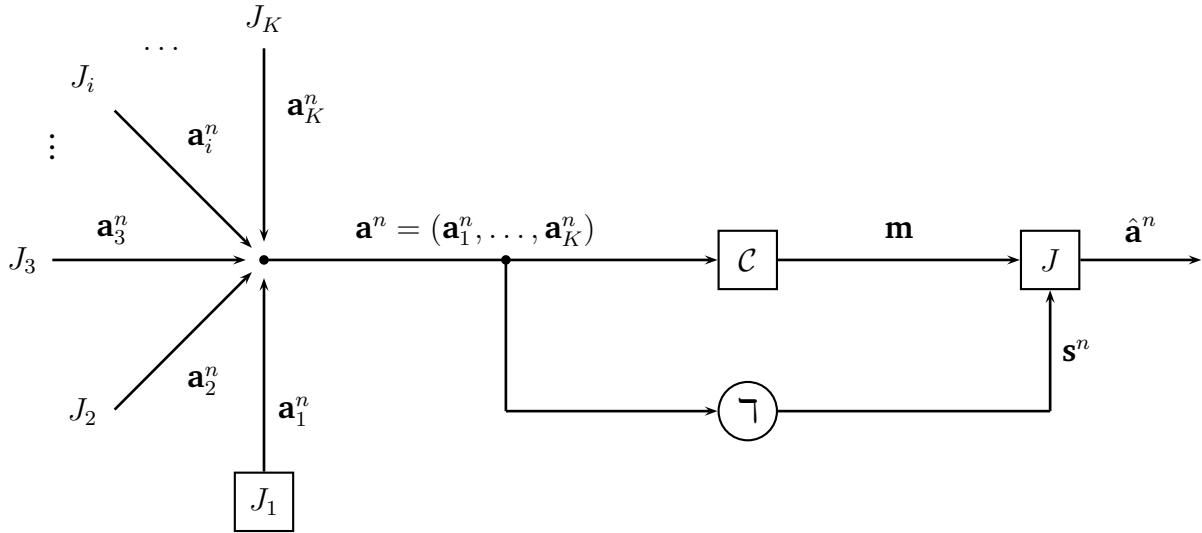 J_K
...
J_i
a_K^n
a_i^n
⋮
a_3^n
a^n = (a_1^n, ..., a_K^n)
m
â^n
J_3
C
J
s^n
a_2^n
J_2
a_1^n
ℸ
J_1